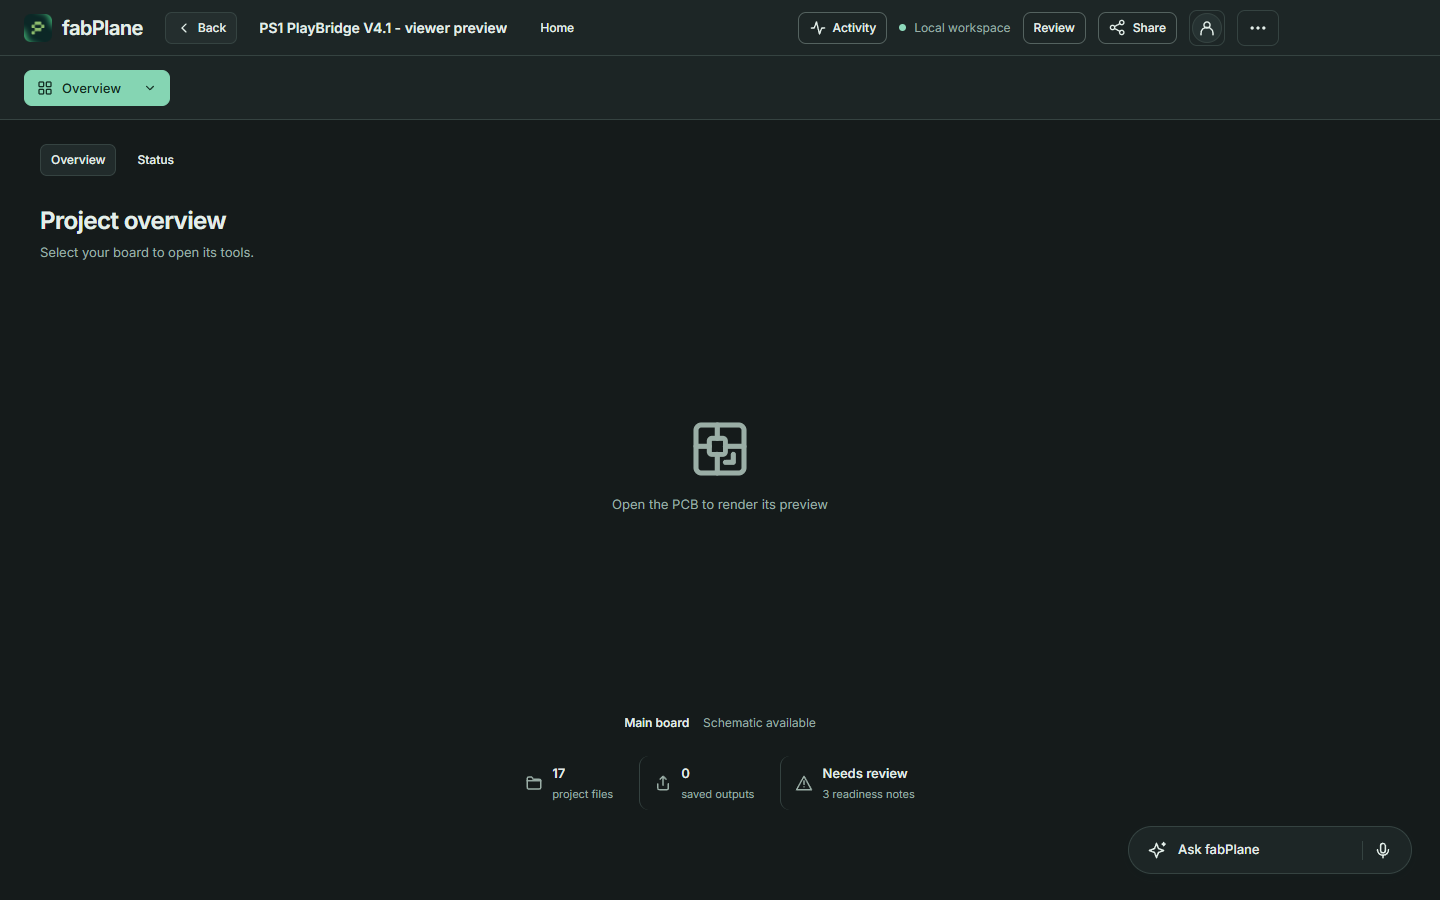 fabPlane
Back
PS1 PlayBridge V4.1 - viewer preview
Home
Activity
Local workspace
Review
Share
Overview
Overview
Status
Project overview
Select your board to open its tools.
Open the PCB to render its preview
Main board
Schematic available
17
project files
0
saved outputs
Needs review
3 readiness notes
Ask fabPlane